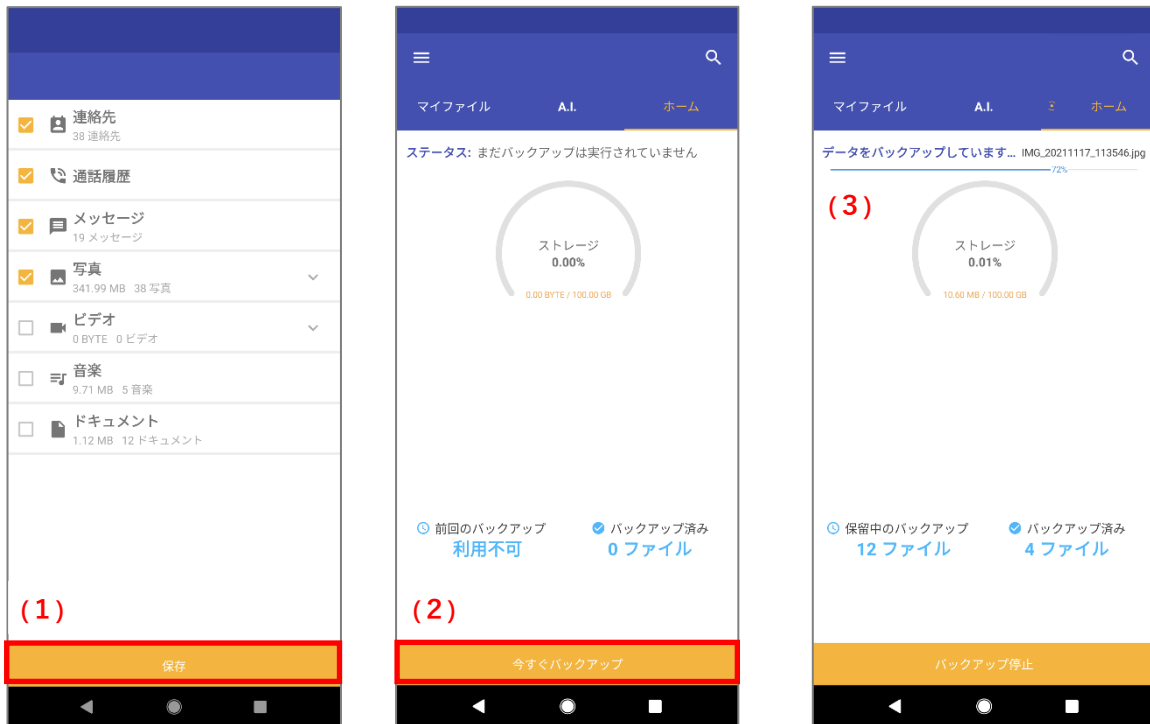 連絡先
38 連絡先
通話履歴
メッセージ
19 メッセージ
写真
341.99 MB 38 写真
ビデオ
0 BYTE 0 ビデオ
音楽
9.71 MB 5 音楽
ドキュメント
1.12 MB 12 ドキュメント
(1)
保存
マイファイル A.I. ホーム
ステータス: まだバックアップは実行されていません
ストレージ
0.00%
0.00 BYTE / 100.00 GB
前回のバックアップ バックアップ済み
利用不可 0 ファイル
(2)
今すぐバックアップ
マイファイル A.I. ホーム
データをバックアップしています... IMG_20211117_113546.jpg
72%
(3)
ストレージ
0.01%
10.60 MB / 100.00 GB
保留中のバックアップ バックアップ済み
12 ファイル 4 ファイル
バックアップ停止